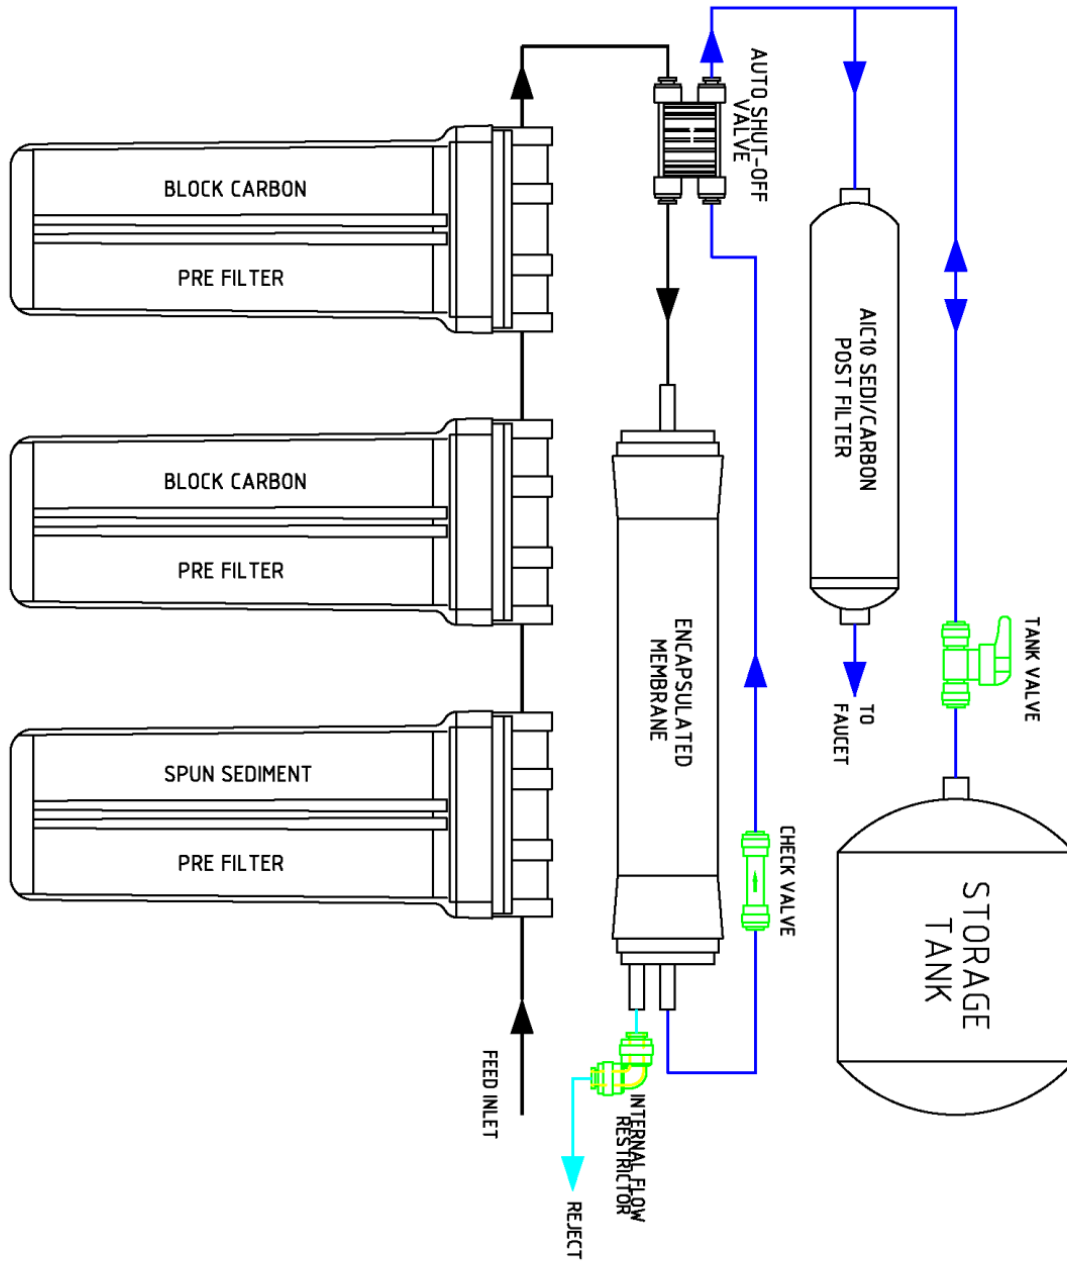 BLOCK CARBON
PRE FILTER
BLOCK CARBON
PRE FILTER
SPUN SEDIMENT
PRE FILTER
FEED INLET
AUTO SHUT-OFF
VALVE
ENCAPSULATED
MEMBRANE
INTERNAL FLOW
RESTRICTOR
REJECT
CHECK VALVE
AIC10 SEDI/CARBON
POST FILTER
TO
FAUCET
TANK VALVE
STORAGE
TANK